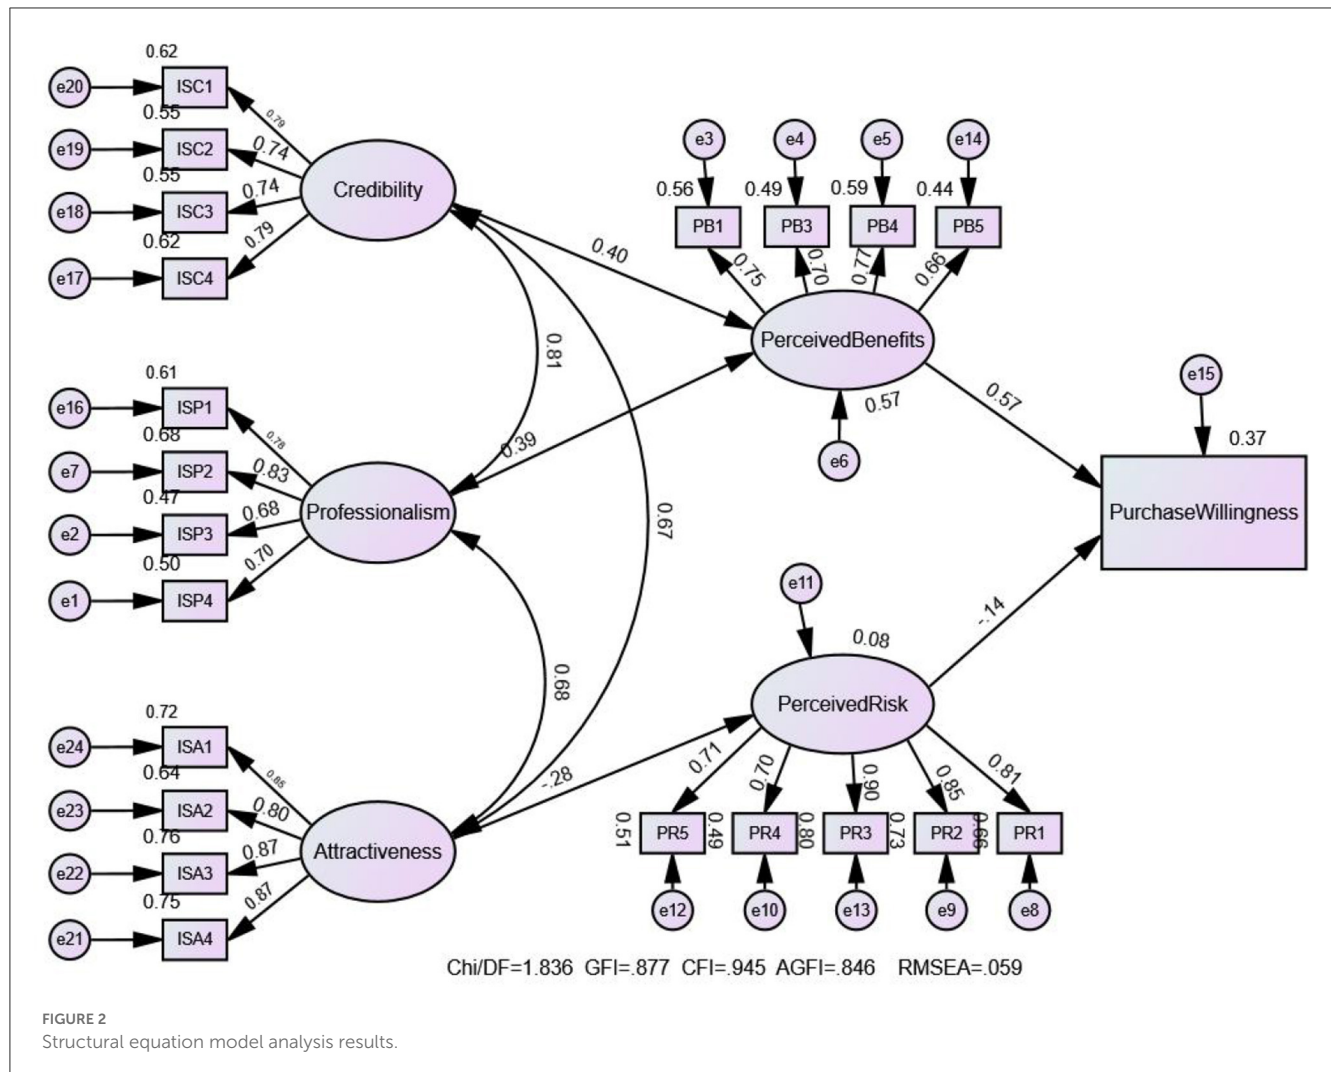 0.62
e20 ISC1
0.79
0.55
e19 ISC2
0.74
0.55
e18 ISC3
0.74
0.62
e17 ISC4
0.79
Credibility
0.61
e16 ISP1
0.78
0.68
e7 ISP2
0.83
0.47
e2 ISP3
0.68
0.50
e1 ISP4
0.70
Professionalism
0.72
e24 ISA1
0.85
0.64
e23 ISA2
0.80
0.76
e22 ISA3
0.87
0.75
e21 ISA4
0.87
Attractiveness
0.40
0.81
0.39
0.67
0.68
-.28
e3 e4 e5 e14
0.56 0.49 0.59 0.44
PB1 PB3 PB4 PB5
0.75 0.70 0.77 0.66
PerceivedBenefits
0.57
e6
0.57
e15
0.37
PurchaseWillingness
-.14
e11
0.08
PerceivedRisk
0.71 0.70 0.90 0.85 0.81
0.51 PR5 0.49 PR4 0.80 PR3 0.73 PR2 0.66 PR1
e12 e10 e13 e9 e8
Chi/DF=1.836 GFI=.877 CFI=.945 AGFI=.846 RMSEA=.059
FIGURE 2
Structural equation model analysis results.